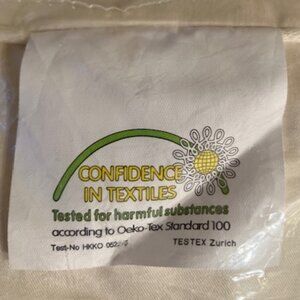 CONFIDENCE
IN TEXTILES
Tested for harmful substances
according to Oeko-Tex Standard 100
Test-No HKKO TESTEX Zurich